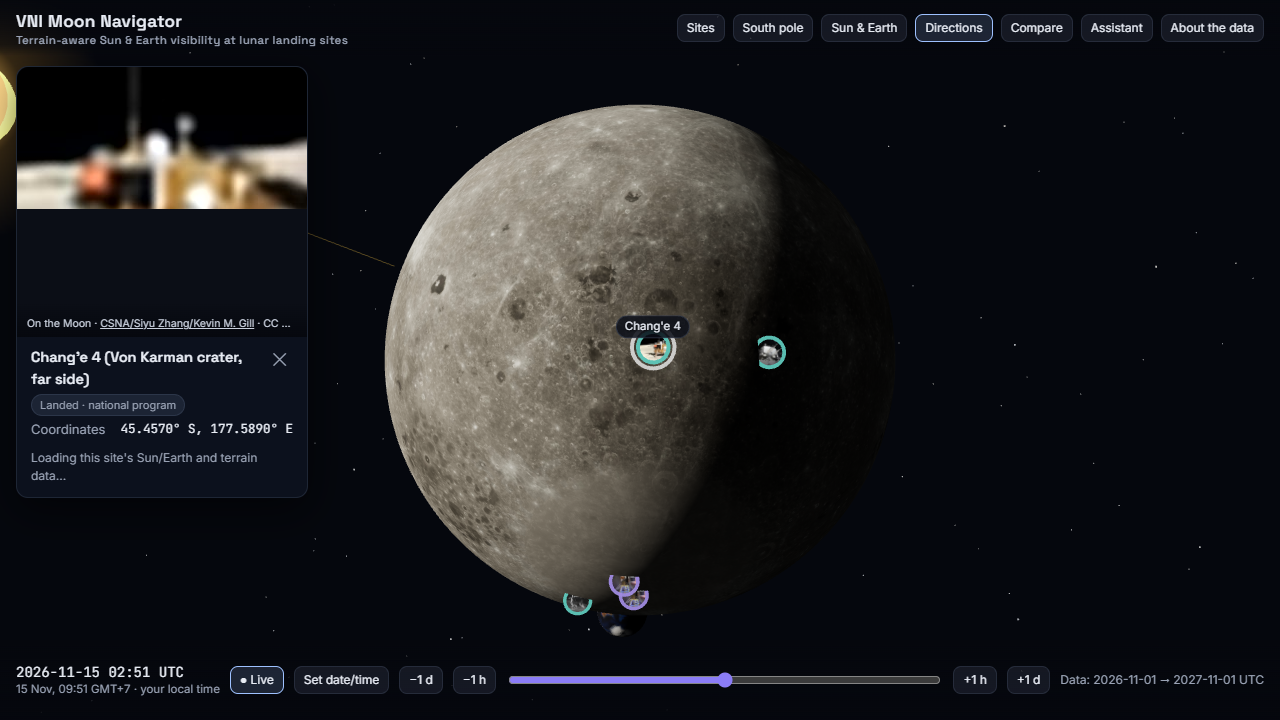 VNI Moon Navigator
Terrain-aware Sun & Earth visibility at lunar landing sites
Sites
South pole
Sun & Earth
Directions
Compare
Assistant
About the data
On the Moon · CSNA/Siyu Zhang/Kevin M. Gill · CC ...
Chang'e 4 (Von Karman crater,
far side)
Landed · national program
Coordinates 45.4570° S, 177.5890° E
Loading this site's Sun/Earth and terrain
data...
Chang'e 4
2026-11-15 02:51 UTC
15 Nov, 09:51 GMT+7 · your local time
● Live
Set date/time
−1 d
−1 h
+1 h
+1 d
Data: 2026-11-01 → 2027-11-01 UTC